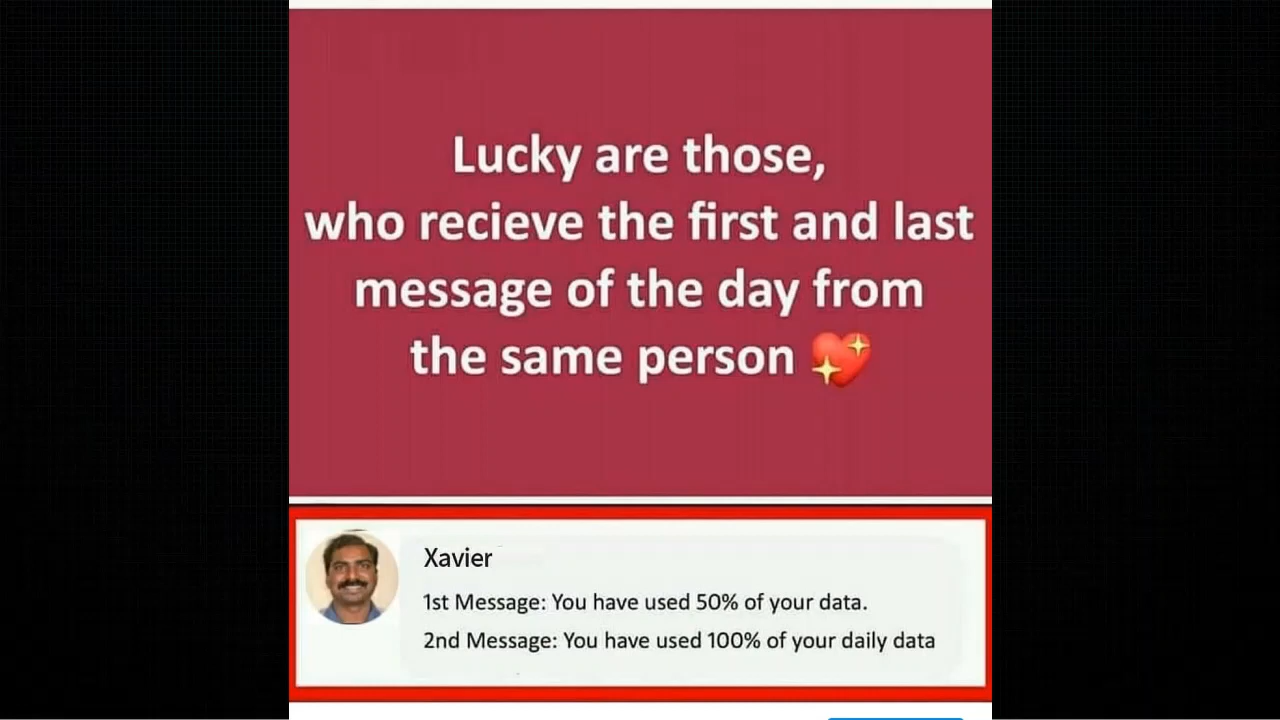 Lucky are those,
who recieve the first and last
message of the day from
the same person 💖
Xavier
1st Message: You have used 50% of your data.
2nd Message: You have used 100% of your daily data